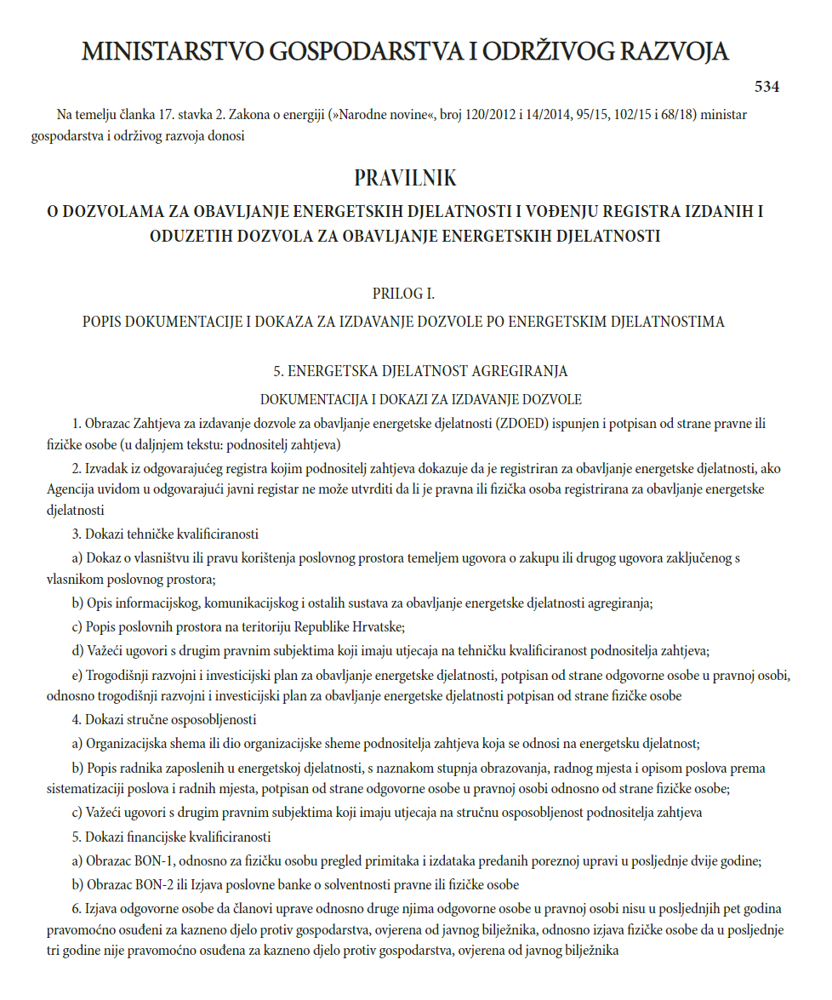 MINISTARSTVO GOSPODARSTVA I ODRŽIVOG RAZVOJA
534
Na temelju članka 17. stavka 2. Zakona o energiji (»Narodne novine«, broj 120/2012 i 14/2014, 95/15, 102/15 i 68/18) ministar
gospodarstva i održivog razvoja donosi
PRAVILNIK
O DOZVOLAMA ZA OBAVLJANJE ENERGETSKIH DJELATNOSTI I VOĐENJU REGISTRA IZDANIH I
ODUZETIH DOZVOLA ZA OBAVLJANJE ENERGETSKIH DJELATNOSTI
PRILOG I.
POPIS DOKUMENTACIJE I DOKAZA ZA IZDAVANJE DOZVOLE PO ENERGETSKIM DJELATNOSTIMA
5. ENERGETSKA DJELATNOST AGREGIRANJA
DOKUMENTACIJA I DOKAZI ZA IZDAVANJE DOZVOLE
1. Obrazac Zahtjeva za izdavanje dozvole za obavljanje energetske djelatnosti (ZDOED) ispunjen i potpisan od strane pravne ili
fizičke osobe (u daljnjem tekstu: podnositelj zahtjeva)
2. Izvadak iz odgovarajućeg registra kojim podnositelj zahtjeva dokazuje da je registriran za obavljanje energetske djelatnosti, ako
Agencija uvidom u odgovarajući javni registar ne može utvrditi da li je pravna ili fizička osoba registrirana za obavljanje energetske
djelatnosti
3. Dokazi tehničke kvalificiranosti
a) Dokaz o vlasništvu ili pravu korištenja poslovnog prostora temeljem ugovora o zakupu ili drugog ugovora zaključenog s
vlasnikom poslovnog prostora;
b) Opis informacijskog, komunikacijskog i ostalih sustava za obavljanje energetske djelatnosti agregiranja;
c) Popis poslovnih prostora na teritoriju Republike Hrvatske;
d) Važeći ugovori s drugim pravnim subjektima koji imaju utjecaja na tehničku kvalificiranost podnositelja zahtjeva;
e) Trogodišnji razvojni i investicijski plan za obavljanje energetske djelatnosti, potpisan od strane odgovorne osobe u pravnoj osobi,
odnosno trogodišnji razvojni i investicijski plan za obavljanje energetske djelatnosti potpisan od strane fizičke osobe
4. Dokazi stručne osposobljenosti
a) Organizacijska shema ili dio organizacijske sheme podnositelja zahtjeva koja se odnosi na energetsku djelatnost;
b) Popis radnika zaposlenih u energetskoj djelatnosti, s naznakom stupnja obrazovanja, radnog mjesta i opisom poslova prema
sistematizaciji poslova i radnih mjesta, potpisan od strane odgovorne osobe u pravnoj osobi odnosno od strane fizičke osobe;
c) Važeći ugovori s drugim pravnim subjektima koji imaju utjecaja na stručnu osposobljenost podnositelja zahtjeva
5. Dokazi financijske kvalificiranosti
a) Obrazac BON-1, odnosno za fizičku osobu pregled primitaka i izdataka predanih poreznoj upravi u posljednje dvije godine;
b) Obrazac BON-2 ili Izjava poslovne banke o solventnosti pravne ili fizičke osobe
6. Izjava odgovorne osobe da članovi uprave odnosno druge njima odgovorne osobe u pravnoj osobi nisu u posljednjih pet godina
pravomoćno osuđeni za kazneno djelo protiv gospodarstva, ovjerena od javnog bilježnika, odnosno izjava fizičke osobe da u posljednje
tri godine nije pravomoćno osuđena za kazneno djelo protiv gospodarstva, ovjerena od javnog bilježnika